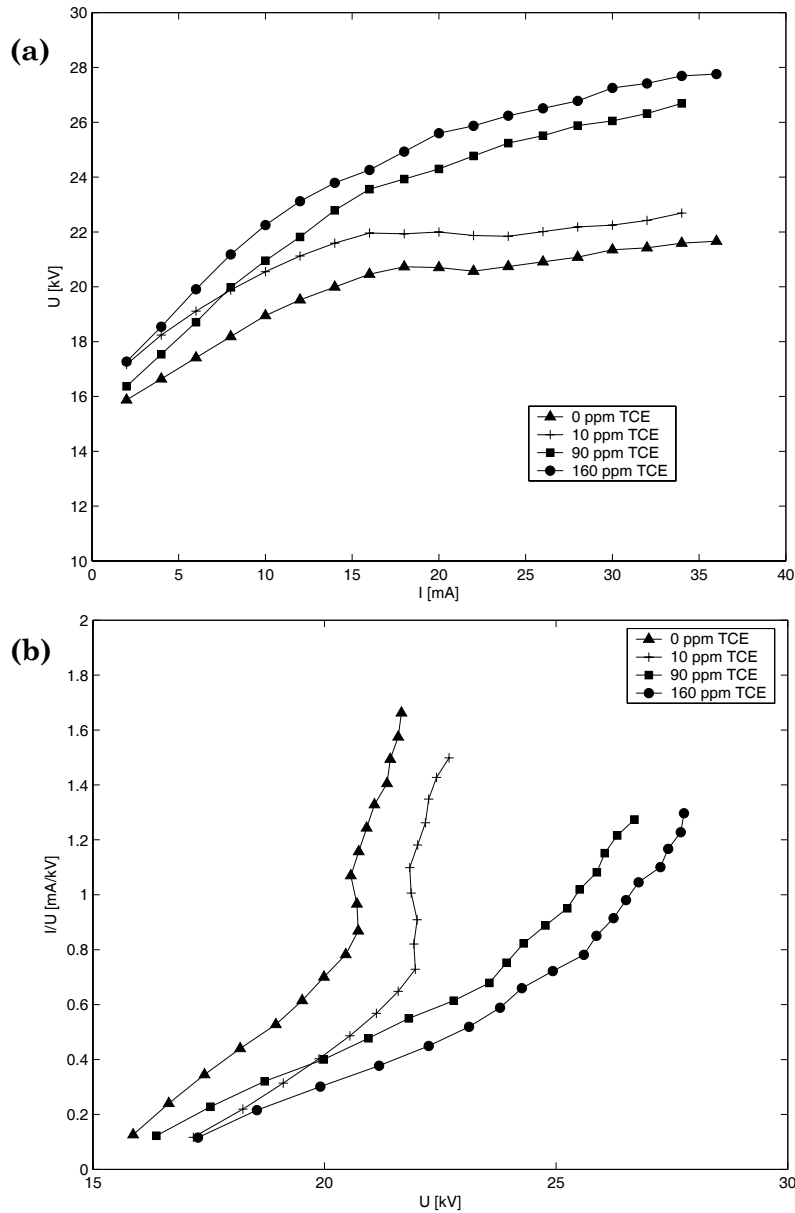 (a)
30
28
26
24
22
20
18
16
14
12
10
U [kV]
0 ppm TCE
10 ppm TCE
90 ppm TCE
160 ppm TCE
0 5 10 15 20 25 30 35 40
I [mA]
(b)
2
1.8
1.6
1.4
1.2
1
0.8
0.6
0.4
0.2
0
I/U [mA/kV]
0 ppm TCE
10 ppm TCE
90 ppm TCE
160 ppm TCE
15 20 25 30
U [kV]